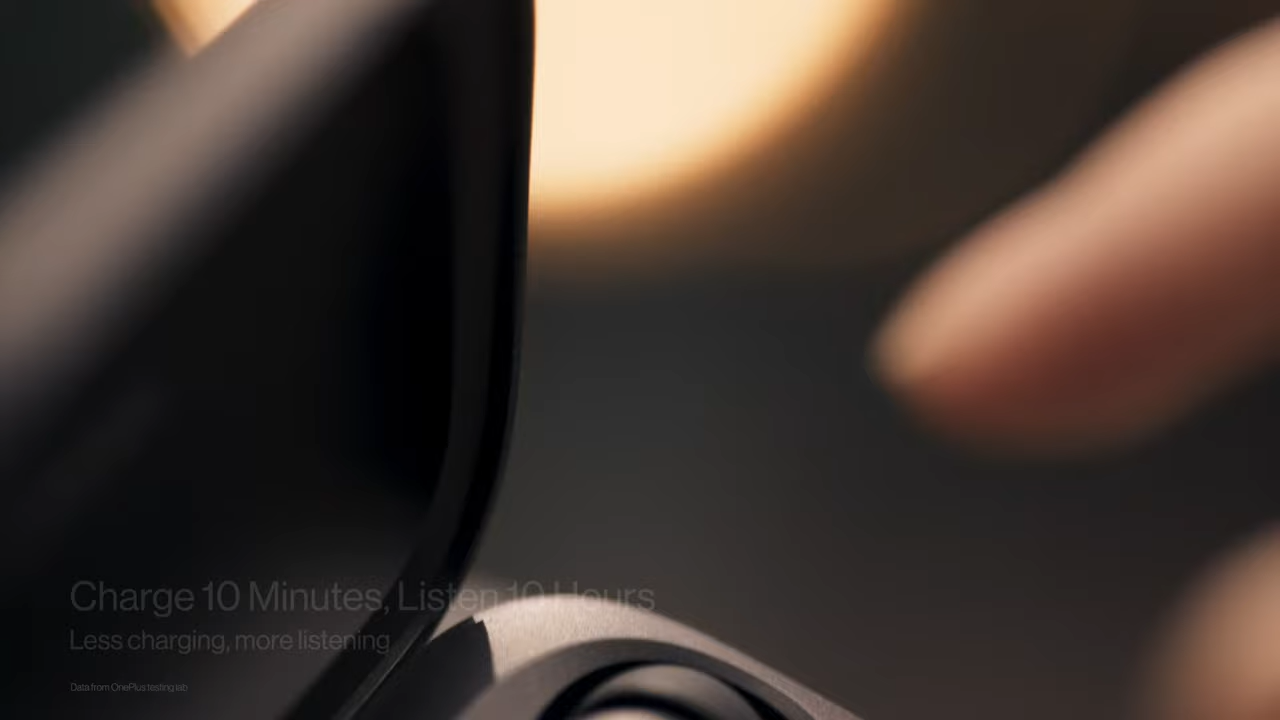 Charge 10 Minutes, Listen 10 Hours
Less charging, more listening
Data from OnePlus testing lab